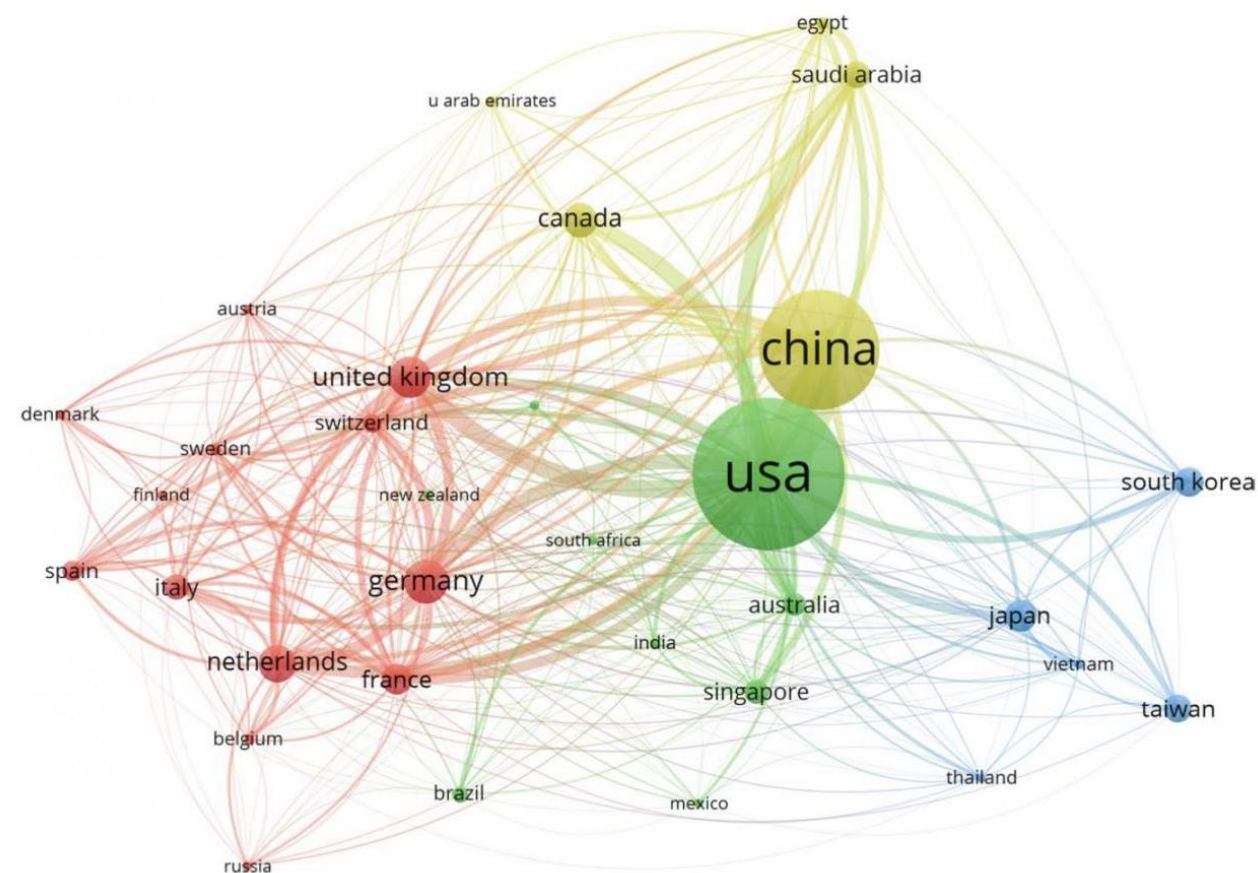 egypt
saudi arabia
u arab emirates
canada
austria
china
united kingdom
denmark
switzerland
sweden
usa
south korea
finland
new zealand
south africa
spain
italy
germany
australia
japan
india
vietnam
netherlands
france
singapore
taiwan
belgium
thailand
brazil
mexico
russia